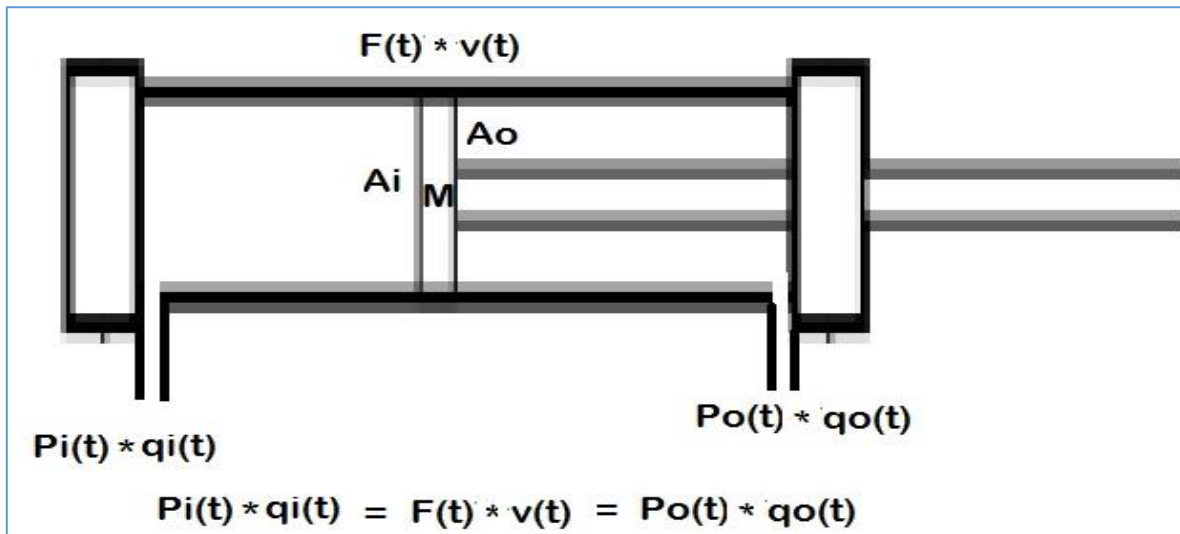 F(t) * v(t)
Ao
Ai
M
Po(t) * qo(t)
Pi(t) * qi(t)
Pi(t) * qi(t) = F(t) * v(t) = Po(t) * qo(t)